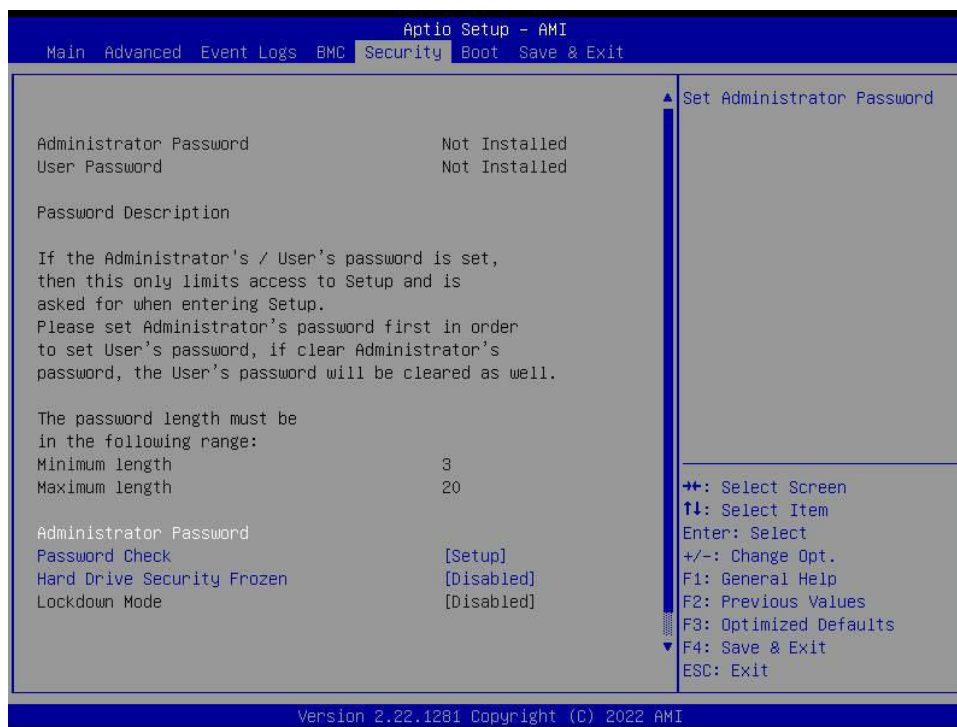 Aptio Setup – AMI
Main Advanced Event Logs BMC Security Boot Save & Exit
Set Administrator Password
Administrator Password Not Installed
User Password Not Installed
Password Description
If the Administrator's / User's password is set,
then this only limits access to Setup and is
asked for when entering Setup.
Please set Administrator's password first in order
to set User's password, if clear Administrator's
password, the User's password will be cleared as well.
The password length must be
in the following range:
Minimum length 3
Maximum length 20
Administrator Password
Password Check [Setup]
Hard Drive Security Frozen [Disabled]
Lockdown Mode [Disabled]
→←: Select Screen
↑↓: Select Item
Enter: Select
+/-: Change Opt.
F1: General Help
F2: Previous Values
F3: Optimized Defaults
F4: Save & Exit
ESC: Exit
Version 2.22.1281 Copyright (C) 2022 AMI